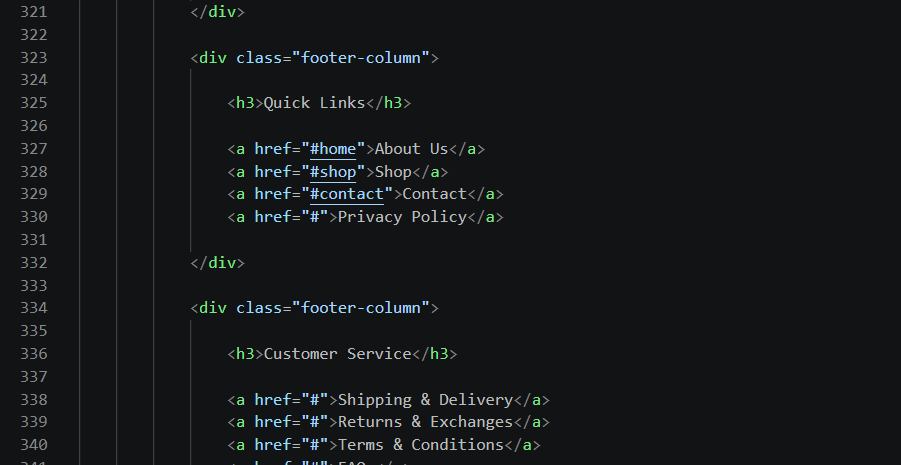 321 </div>
322
323 <div class="footer-column">
324
325 <h3>Quick Links</h3>
326
327 <a href="#home">About Us</a>
328 <a href="#shop">Shop</a>
329 <a href="#contact">Contact</a>
330 <a href="#">Privacy Policy</a>
331
332 </div>
333
334 <div class="footer-column">
335
336 <h3>Customer Service</h3>
337
338 <a href="#">Shipping & Delivery</a>
339 <a href="#">Returns & Exchanges</a>
340 <a href="#">Terms & Conditions</a>